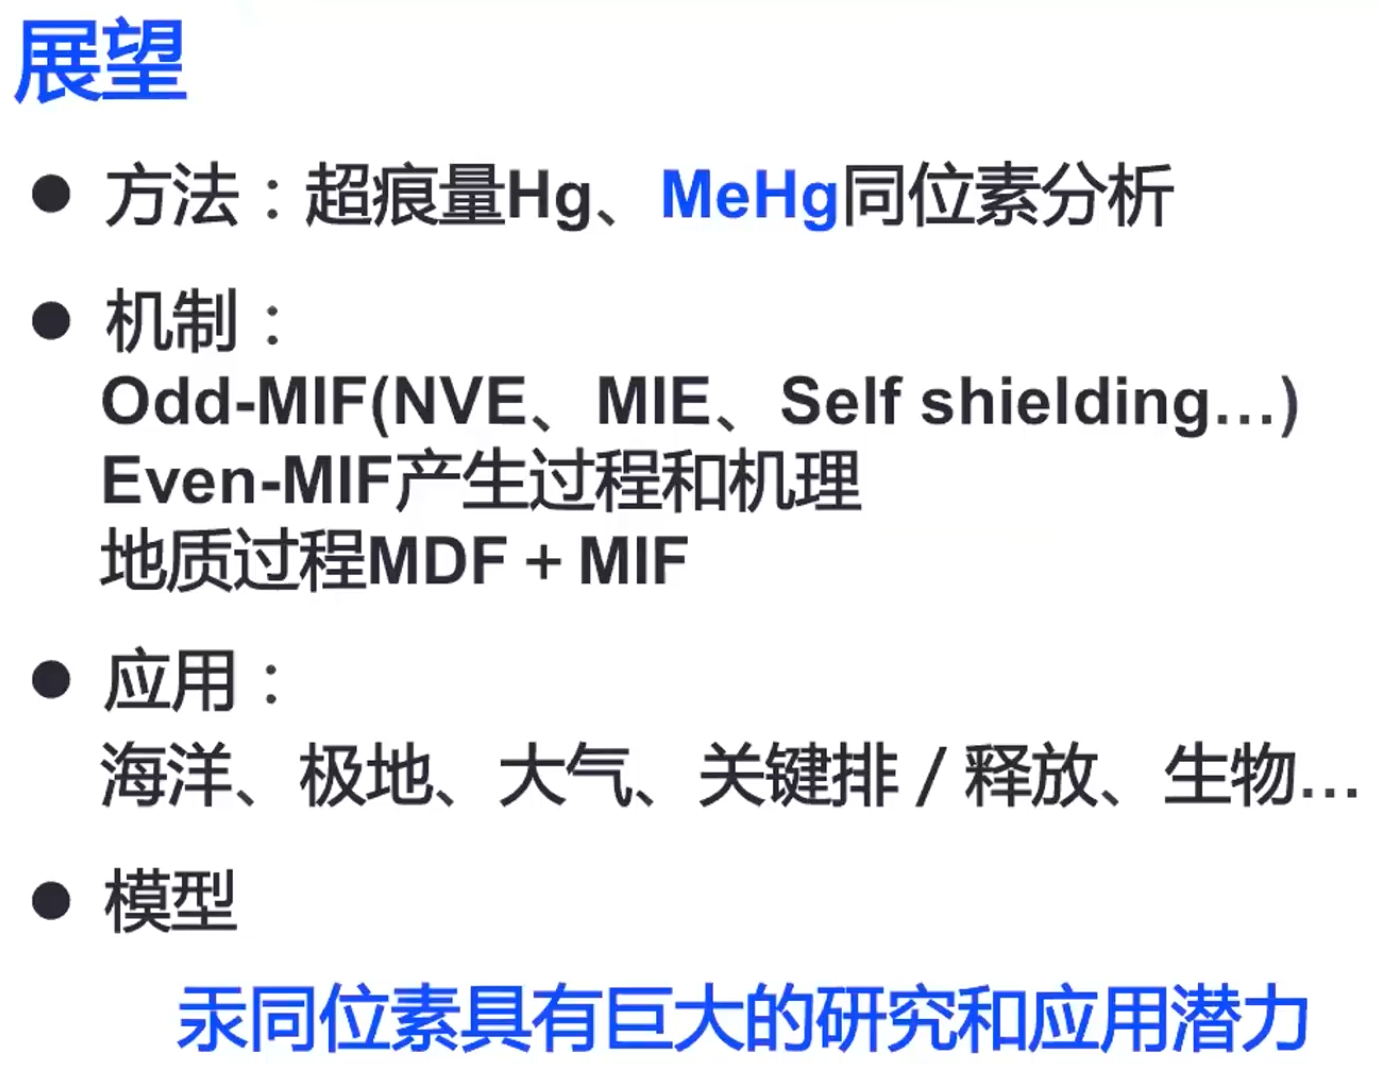 展望
● 方法：超痕量Hg、MeHg同位素分析
● 机制：
Odd-MIF(NVE、MIE、Self shielding…)
Even-MIF产生过程和机理
地质过程MDF + MIF
● 应用：
海洋、极地、大气、关键排 / 释放、生物…
● 模型
汞同位素具有巨大的研究和应用潜力